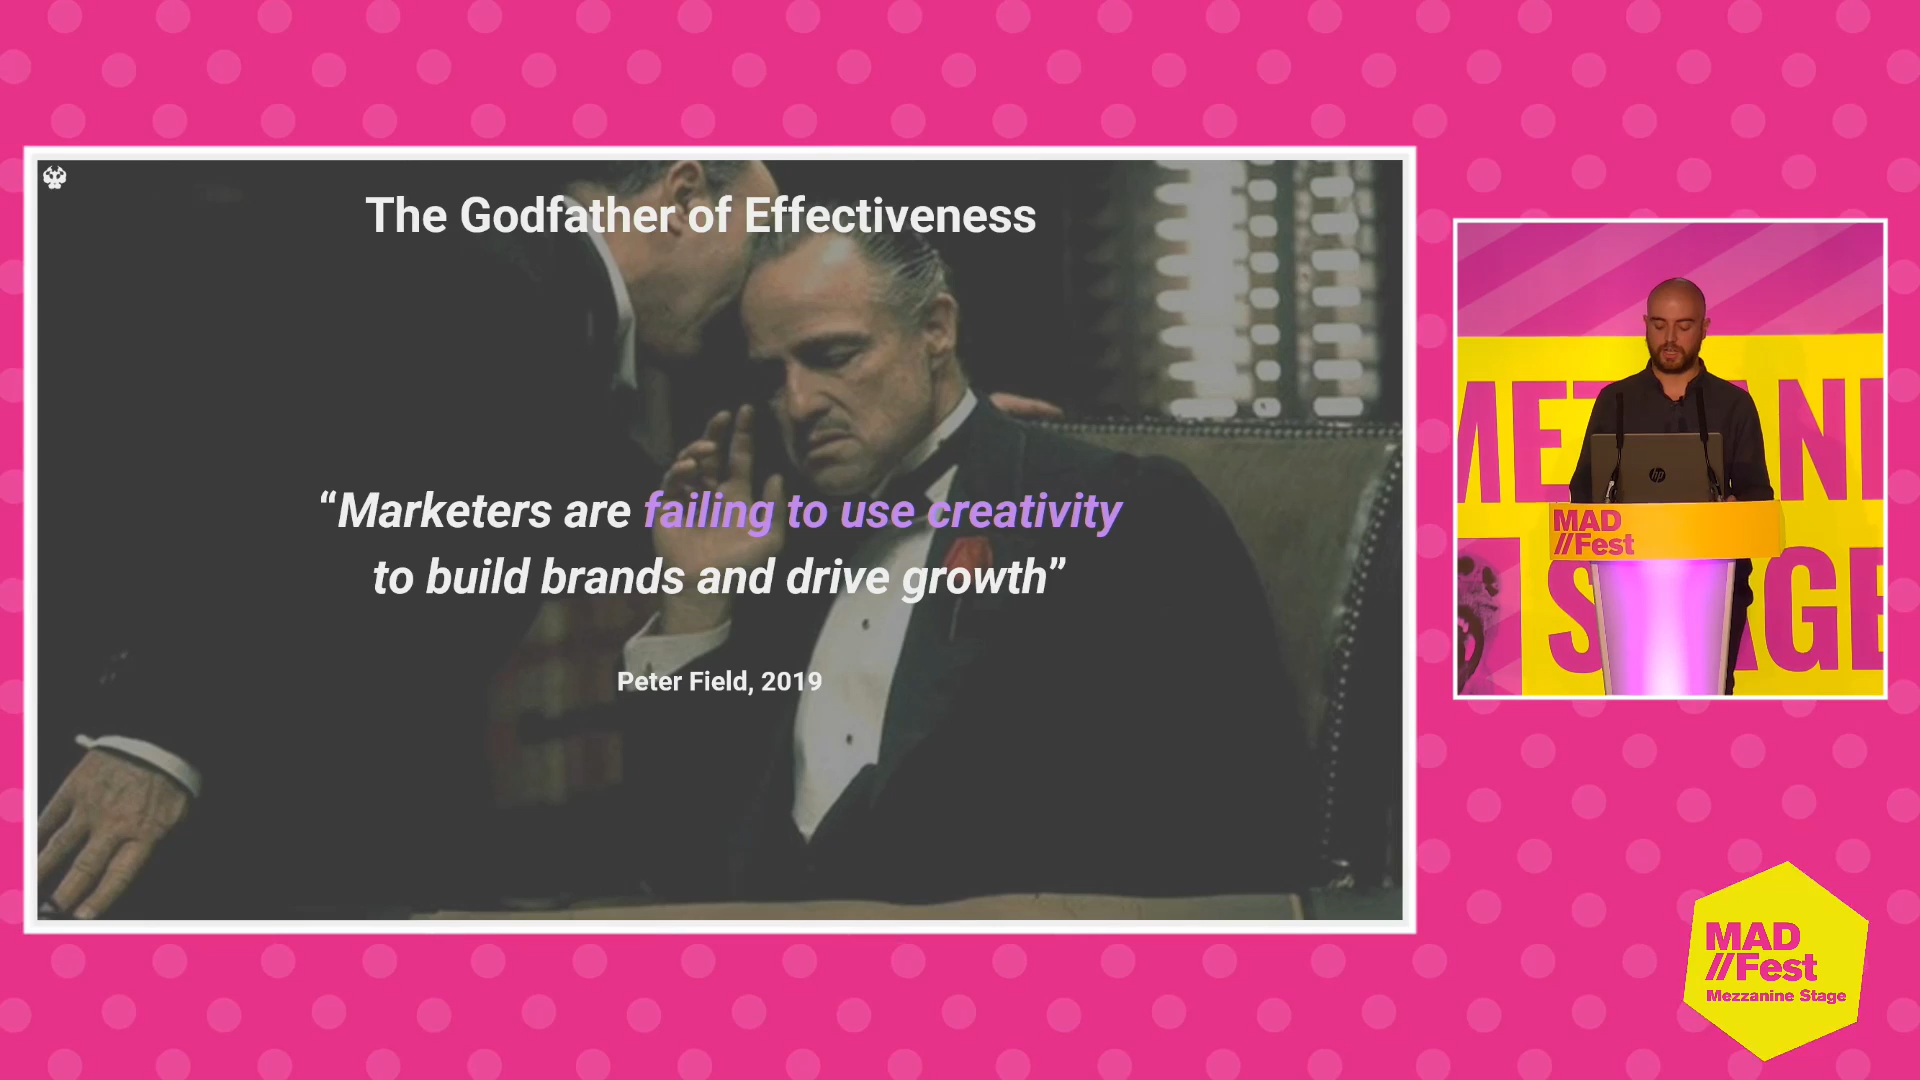 The Godfather of Effectiveness
“Marketers are failing to use creativity
to build brands and drive growth”
Peter Field, 2019
hp
MAD
//Fest
MAD
//Fest
Mezzanine Stage